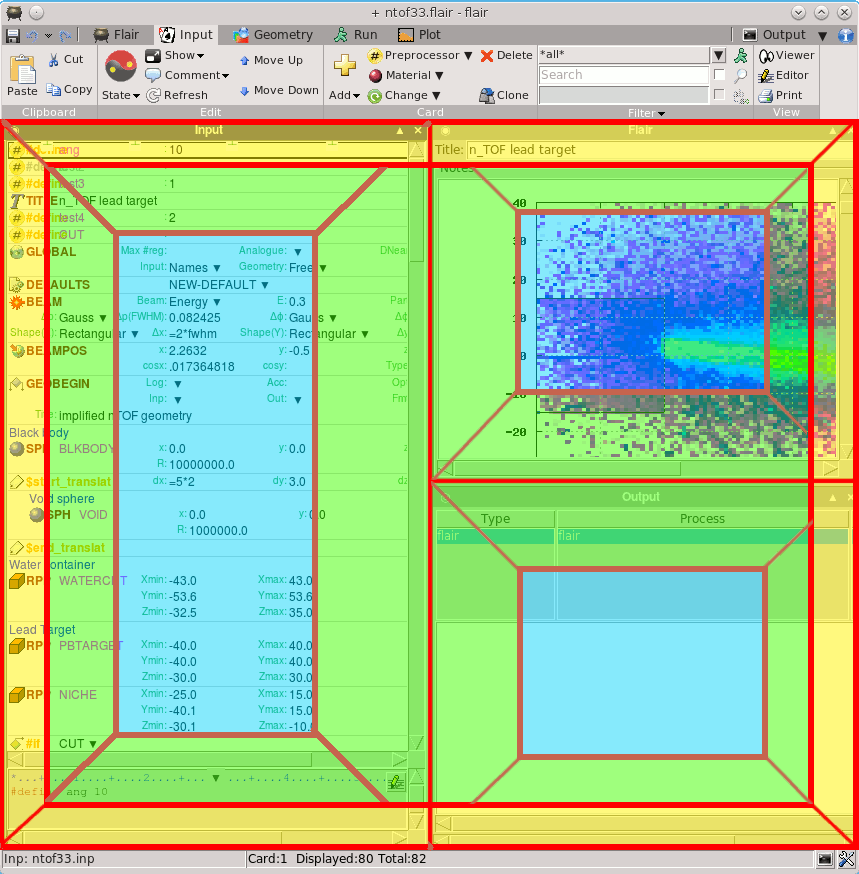 + ntof33.flair - flair
Flair Input Geometry Run Plot Output
Paste Cut Copy
Clipboard
State Show Comment Refresh Move Up Move Down
Edit
Add Preprocessor Material Change Delete Clone
Card
*all*
Search
Filter
Viewer
Editor
Print
View
Input
#define ang : 10
#define test3 : 1
TITLE n_TOF lead target
#define test4 : 2
#define CUT :
GLOBAL Max #reg: Analogue: DNear
Input: Names Geometry: Free
DEFAULTS NEW-DEFAULT
BEAM Beam: Energy E: 0.3 Par
Δp: Gauss Δp(FWHM): 0.082425 Δϕ: Gauss Δϕ
Shape(X): Rectangular Δx: =2*fwhm Shape(Y): Rectangular Δy
BEAMPOS x: 2.2632 y: -0.5 z
cosx: .017364818 cosy: Type
GEOBEGIN Log: Acc: Opt
Inp: Out: Fmt
Title: implified nTOF geometry
Black body
SPH BLKBODY x: 0.0 y: 0.0
R: 10000000.0
$start_translat dx: =5*2 dy: 3.0 dz
Void sphere
SPH VOID x: 0.0 y: 0.0
R: 1000000.0
$end_translat
Water container
RPP WATERCNT Xmin: -43.0 Xmax: 43.0
Ymin: -53.6 Ymax: 53.6
Zmin: -32.5 Zmax: 35.0
Lead Target
RPP PBTARGET Xmin: -40.0 Xmax: 40.0
Ymin: -40.0 Ymax: 40.0
Zmin: -30.0 Zmax: 30.0
RPP NICHE Xmin: -25.0 Xmax: 15.0
Ymin: -40.1 Ymax: 15.0
Zmin: -30.1 Zmax: -10.
#if CUT
*...+.........2....+.........4....+.....
#define ang 10
Flair
Title: n_TOF lead target
Notes
40
30
20
10
0
-10
-20
Output
Type Process
flair flair
Inp: ntof33.inp Card:1 Displayed:80 Total:82